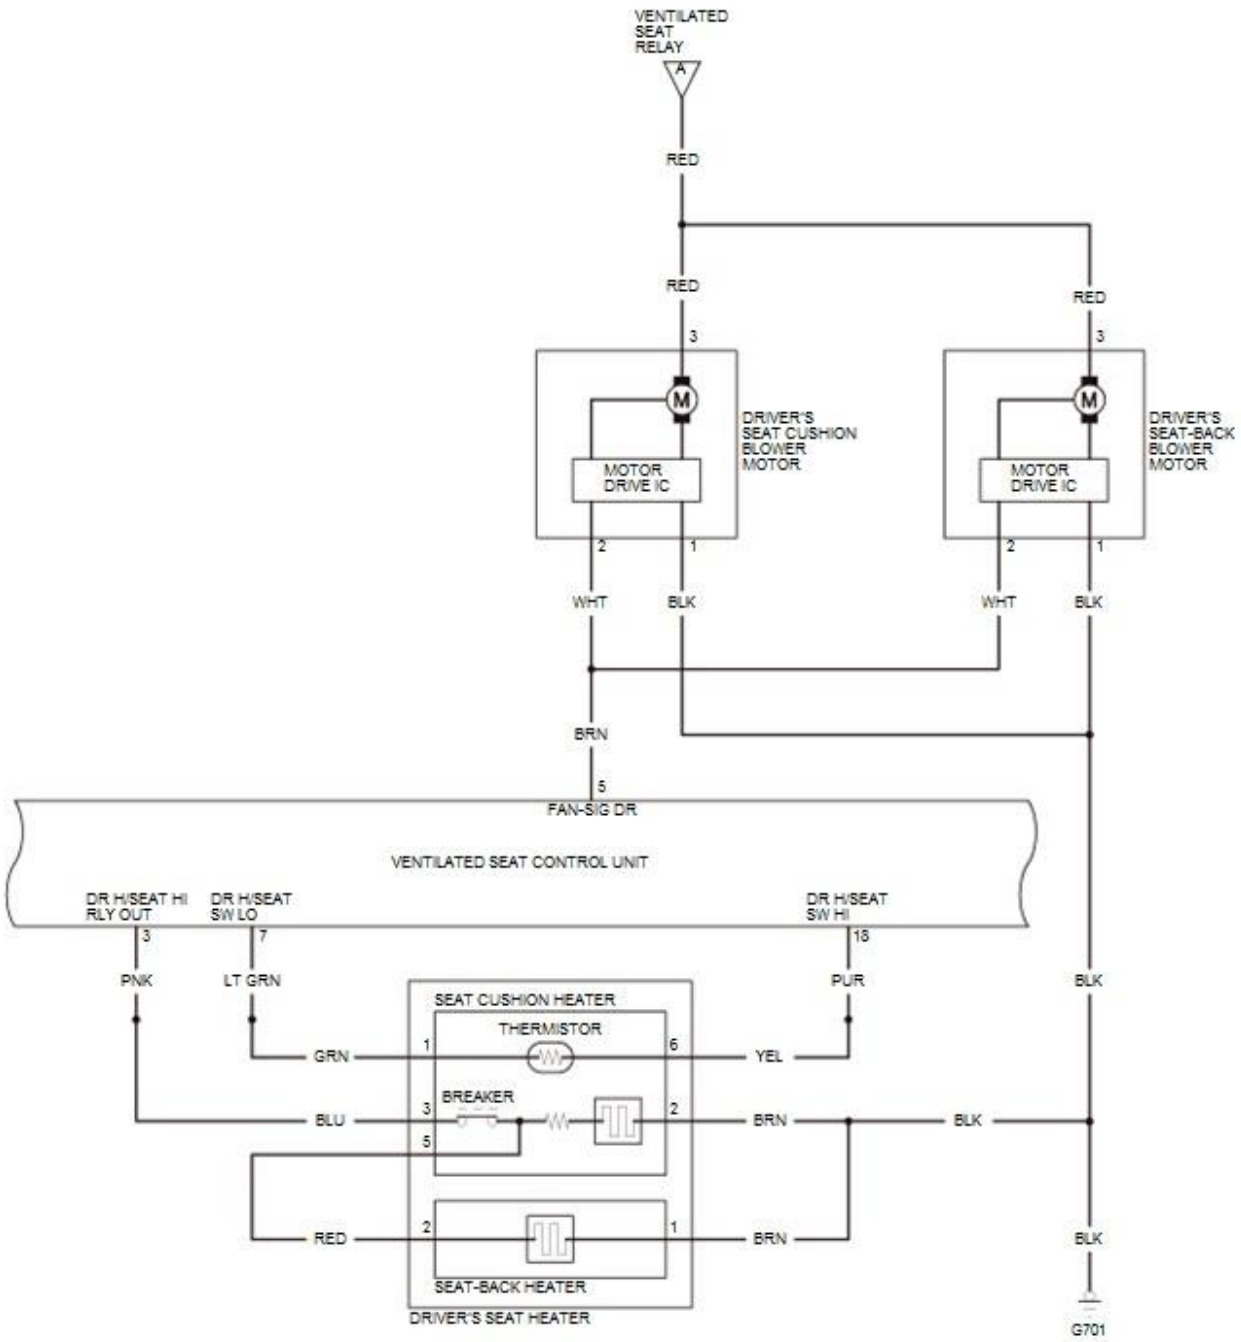 VENTILATED
SEAT
RELAY
A
RED
RED
RED
3
3
M
M
DRIVER"S
SEAT CUSHION
BLOWER
MOTOR
DRIVER"S
SEAT-BACK
BLOWER
MOTOR
MOTOR
DRIVE IC
MOTOR
DRIVE IC
2
1
2
1
WHT
BLK
WHT
BLK
BRN
5
FAN-SIG DR
VENTILATED SEAT CONTROL UNIT
DR H/SEAT HI
RLY OUT
DR H/SEAT
SW LO
DR H/SEAT
SW HI
3
7
18
PNK
LT GRN
PUR
BLK
SEAT CUSHION HEATER
THERMISTOR
1
6
GRN
YEL
BREAKER
3
2
BLU
BRN
BLK
5
2
1
RED
BRN
BLK
SEAT-BACK HEATER
DRIVER"S SEAT HEATER
G701